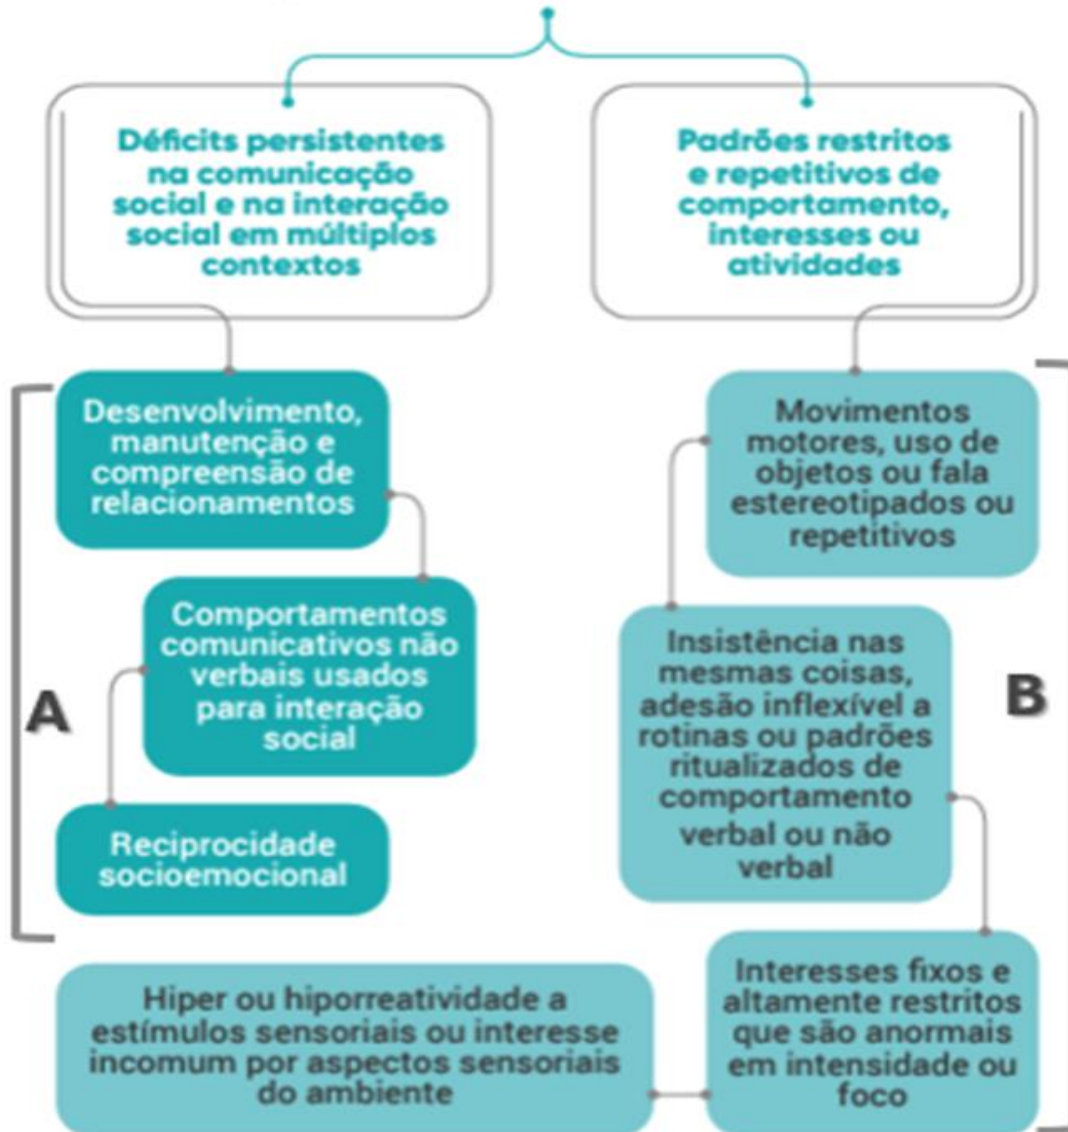 Déficits persistentes
na comunicação
social e na interação
social em múltiplos
contextos
Padrões restritos
e repetitivos de
comportamento,
interesses ou
atividades
A
Desenvolvimento,
manutenção e
compreensão de
relacionamentos
Comportamentos
comunicativos não
verbais usados
para interação
social
Reciprocidade
socioemocional
B
Movimentos
motores, uso de
objetos ou fala
estereotipados ou
repetitivos
Insistência nas
mesmas coisas,
adesão inflexível a
rotinas ou padrões
ritualizados de
comportamento
verbal ou não
verbal
Interesses fixos e
altamente restritos
que são anormais
em intensidade ou
foco
Hiper ou hiporreatividade a
estímulos sensoriais ou interesse
incomum por aspectos sensoriais
do ambiente